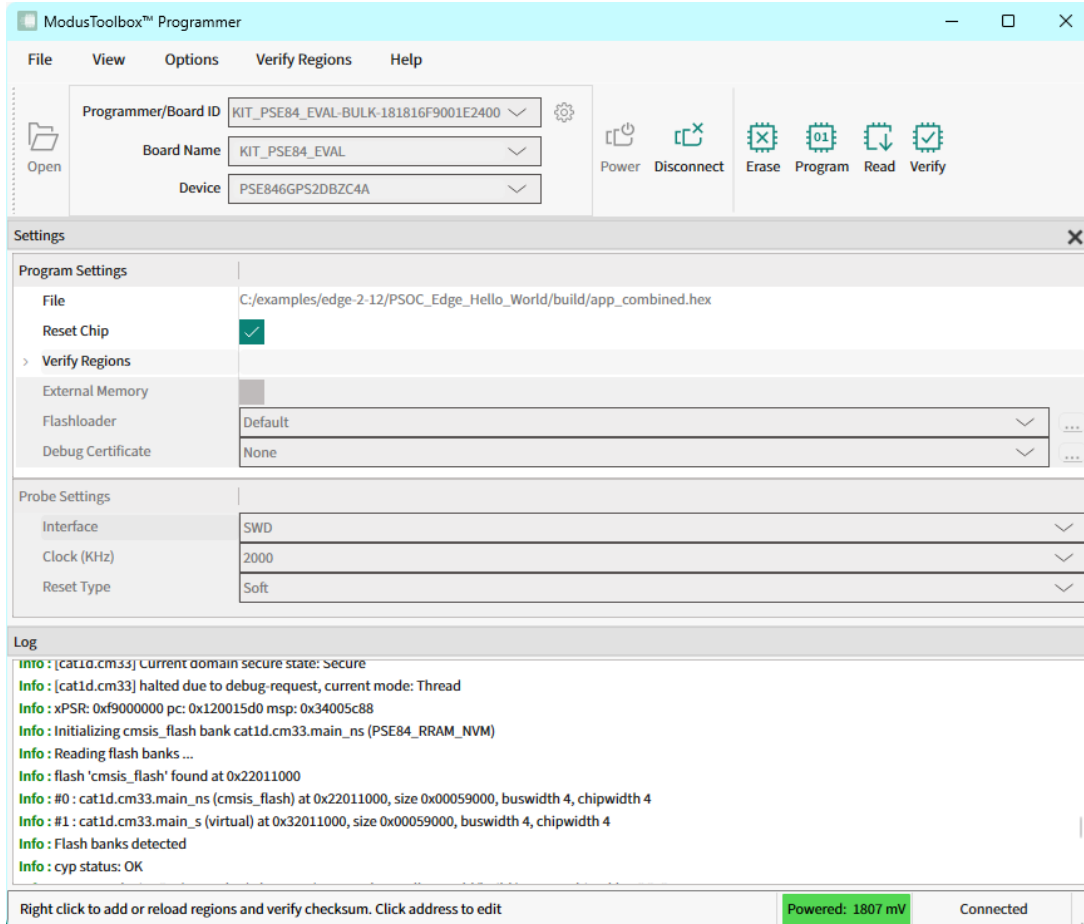 ModusToolbox™ Programmer
File View Options Verify Regions Help
Open
Programmer/Board ID KIT_PSE84_EVAL-BULK-181816F9001E2400
Board Name KIT_PSE84_EVAL
Device PSE846GPS2DBZC4A
Power Disconnect Erase Program Read Verify
01
Settings
Program Settings
File C:/examples/edge-2-12/PSOC_Edge_Hello_World/build/app_combined.hex
Reset Chip
Verify Regions
External Memory
Flashloader Default ...
Debug Certificate None ...
Probe Settings
Interface SWD
Clock (KHz) 2000
Reset Type Soft
Log
Info : [cat1d.cm33] Current domain secure state: Secure
Info : [cat1d.cm33] halted due to debug-request, current mode: Thread
Info : xPSR: 0xf9000000 pc: 0x120015d0 msp: 0x34005c88
Info : Initializing cmsis_flash bank cat1d.cm33.main_ns (PSE84_RRAM_NVM)
Info : Reading flash banks ...
Info : flash 'cmsis_flash' found at 0x22011000
Info : #0 : cat1d.cm33.main_ns (cmsis_flash) at 0x22011000, size 0x00059000, buswidth 4, chipwidth 4
Info : #1 : cat1d.cm33.main_s (virtual) at 0x32011000, size 0x00059000, buswidth 4, chipwidth 4
Info : Flash banks detected
Info : cyp status: OK
Right click to add or reload regions and verify checksum. Click address to edit Powered: 1807 mV Connected